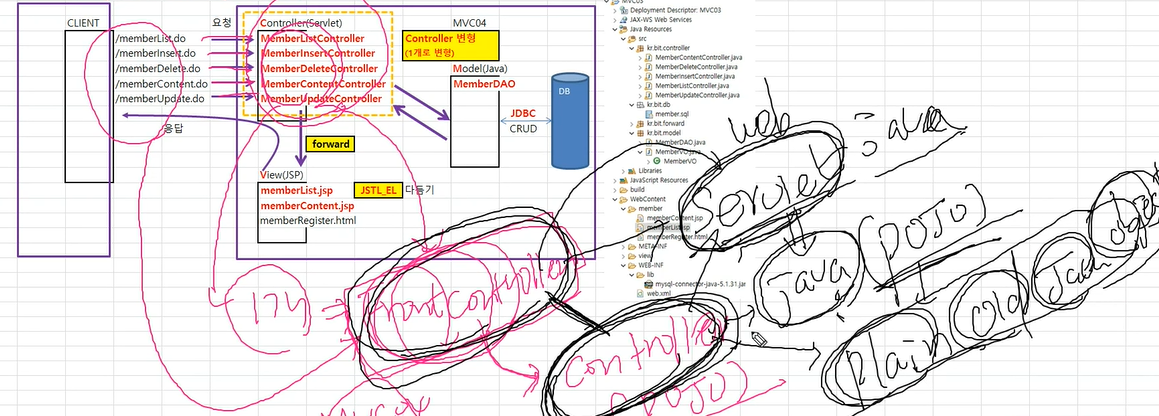 CLIENT
요청
Controller(Servlet)
MVC04
/memberList.do
MemberListController
/memberInsert.do
MemberInsertController
/memberDelete.do
MemberDeleteController
/memberContent.do
MemberContentController
/memberUpdate.do
MemberUpdateController
Controller 변형
(1개로 변형)
Model(Java)
MemberDAO
JDBC
CRUD
DB
응답
forward
View(JSP)
memberList.jsp
memberContent.jsp
memberRegister.html
JSTL_EL
다듬기
MVC03
Deployment Descriptor: MVC03
JAX-WS Web Services
Java Resources
src
kr.bit.controller
MemberContentController.java
MemberDeleteController.java
MemberInsertController.java
MemberListController.java
MemberUpdateController.java
kr.bit.db
member.sql
kr.bit.forward
kr.bit.model
MemberDAO.java
MemberVO.java
MemberVO
Libraries
JavaScript Resources
build
WebContent
member
memberContent.jsp
memberList.jsp
memberRegister.html
META-INF
view
WEB-INF
lib
mysql-connector-java-5.1.31.jar
web.xml
web
Servlet
Java
(POJO)
Plain Old Java
1개
FrontController
Controller
(POJO)